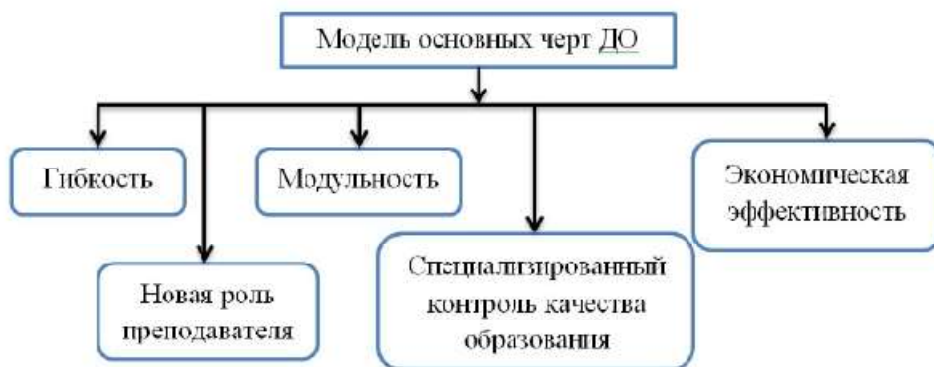 Модель основных черт ДО
Гибкость
Модульность
Экономическая
эффективность
Новая роль
преподавателя
Специализированный
контроль качества
образования